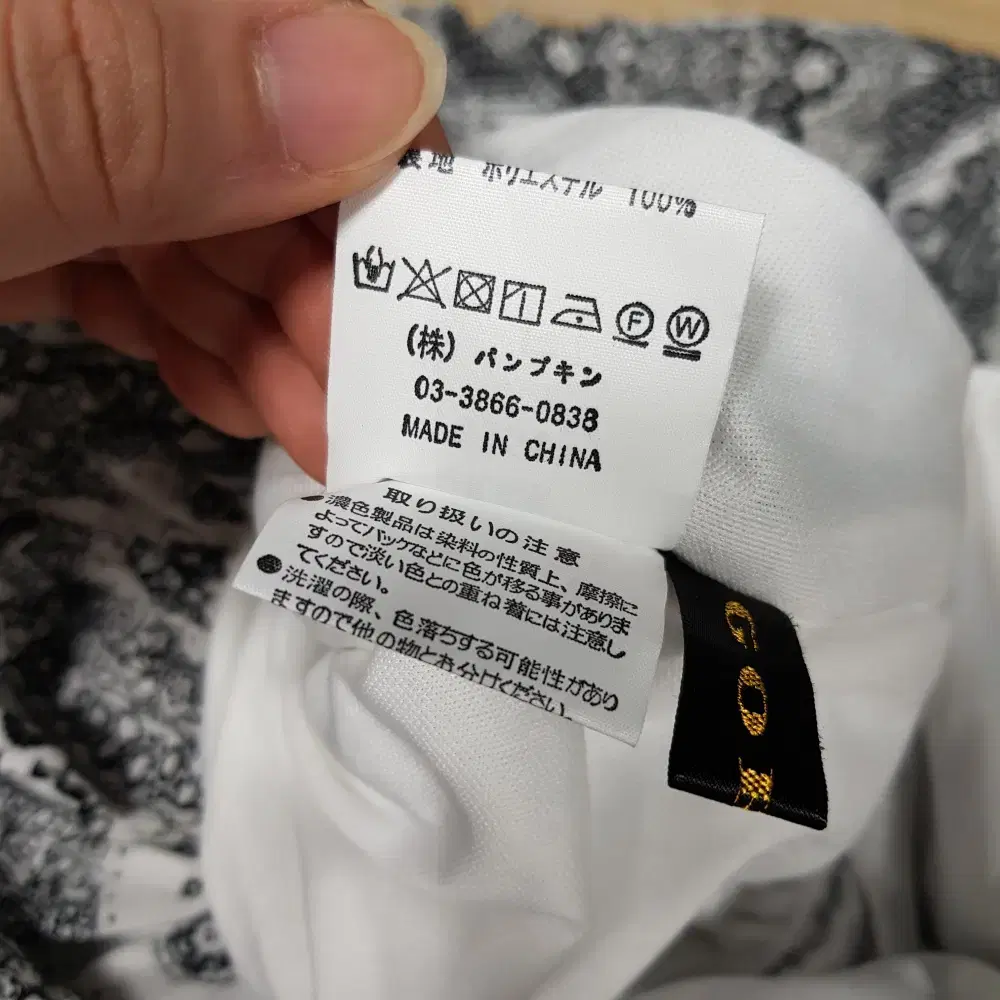 表地 ポリエステル 100%
F W
(株) パンプキン
03-3866-0838
MADE IN CHINA
取り扱いの注意
●濃色製品は染料の性質上、摩擦に
よってバッグなどに色が移る事がありま
すので淡い色との重ね着には注意し
てください。
●洗濯の際、色落ちする可能性があり
ますので他の物とお分けください。
GO